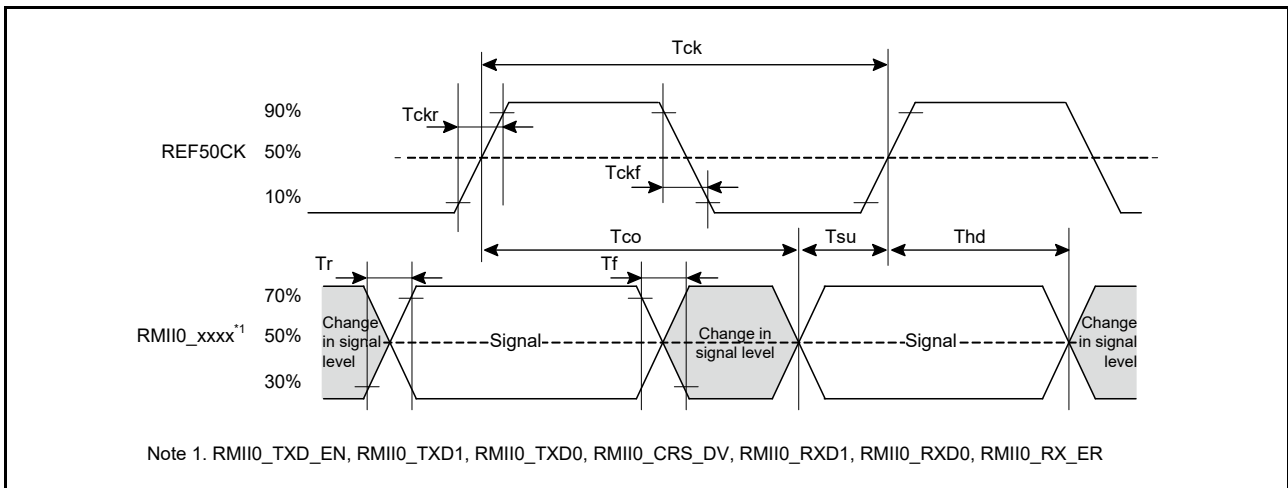 Tck
90%
Tckr
REF50CK 50%
Tckf
10%
Tco Tsu Thd
Tr Tf
70%
Change in signal level
RMII0_xxxx*1 50% Signal
Change in signal level
Signal
Change in signal level
30%
Note 1. RMII0_TXD_EN, RMII0_TXD1, RMII0_TXD0, RMII0_CRS_DV, RMII0_RXD1, RMII0_RXD0, RMII0_RX_ER